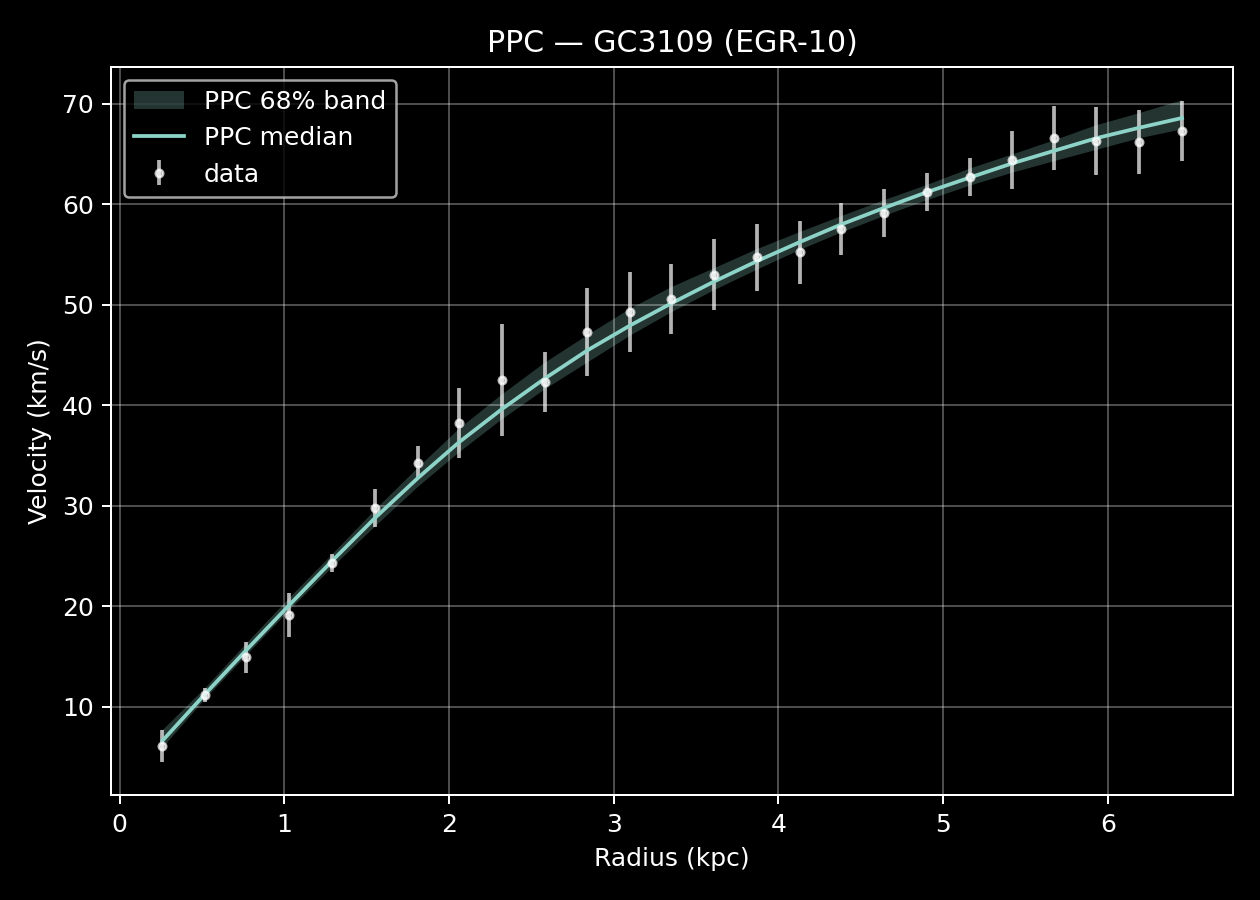 PPC — GC3109 (EGR-10)
PPC 68% band
PPC median
data
70
60
50
40
30
20
10
Velocity (km/s)
0 1 2 3 4 5 6
Radius (kpc)